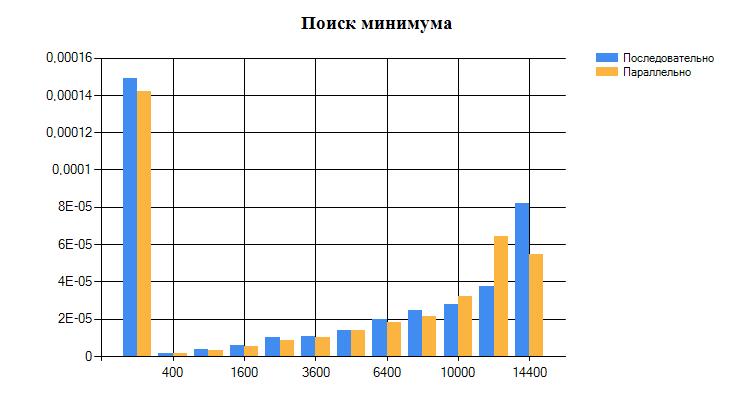 Поиск минимума
0,00016
0,00014
0,00012
0,0001
8E-05
6E-05
4E-05
2E-05
0
400
1600
3600
6400
10000
14400
Последовательно
Параллельно